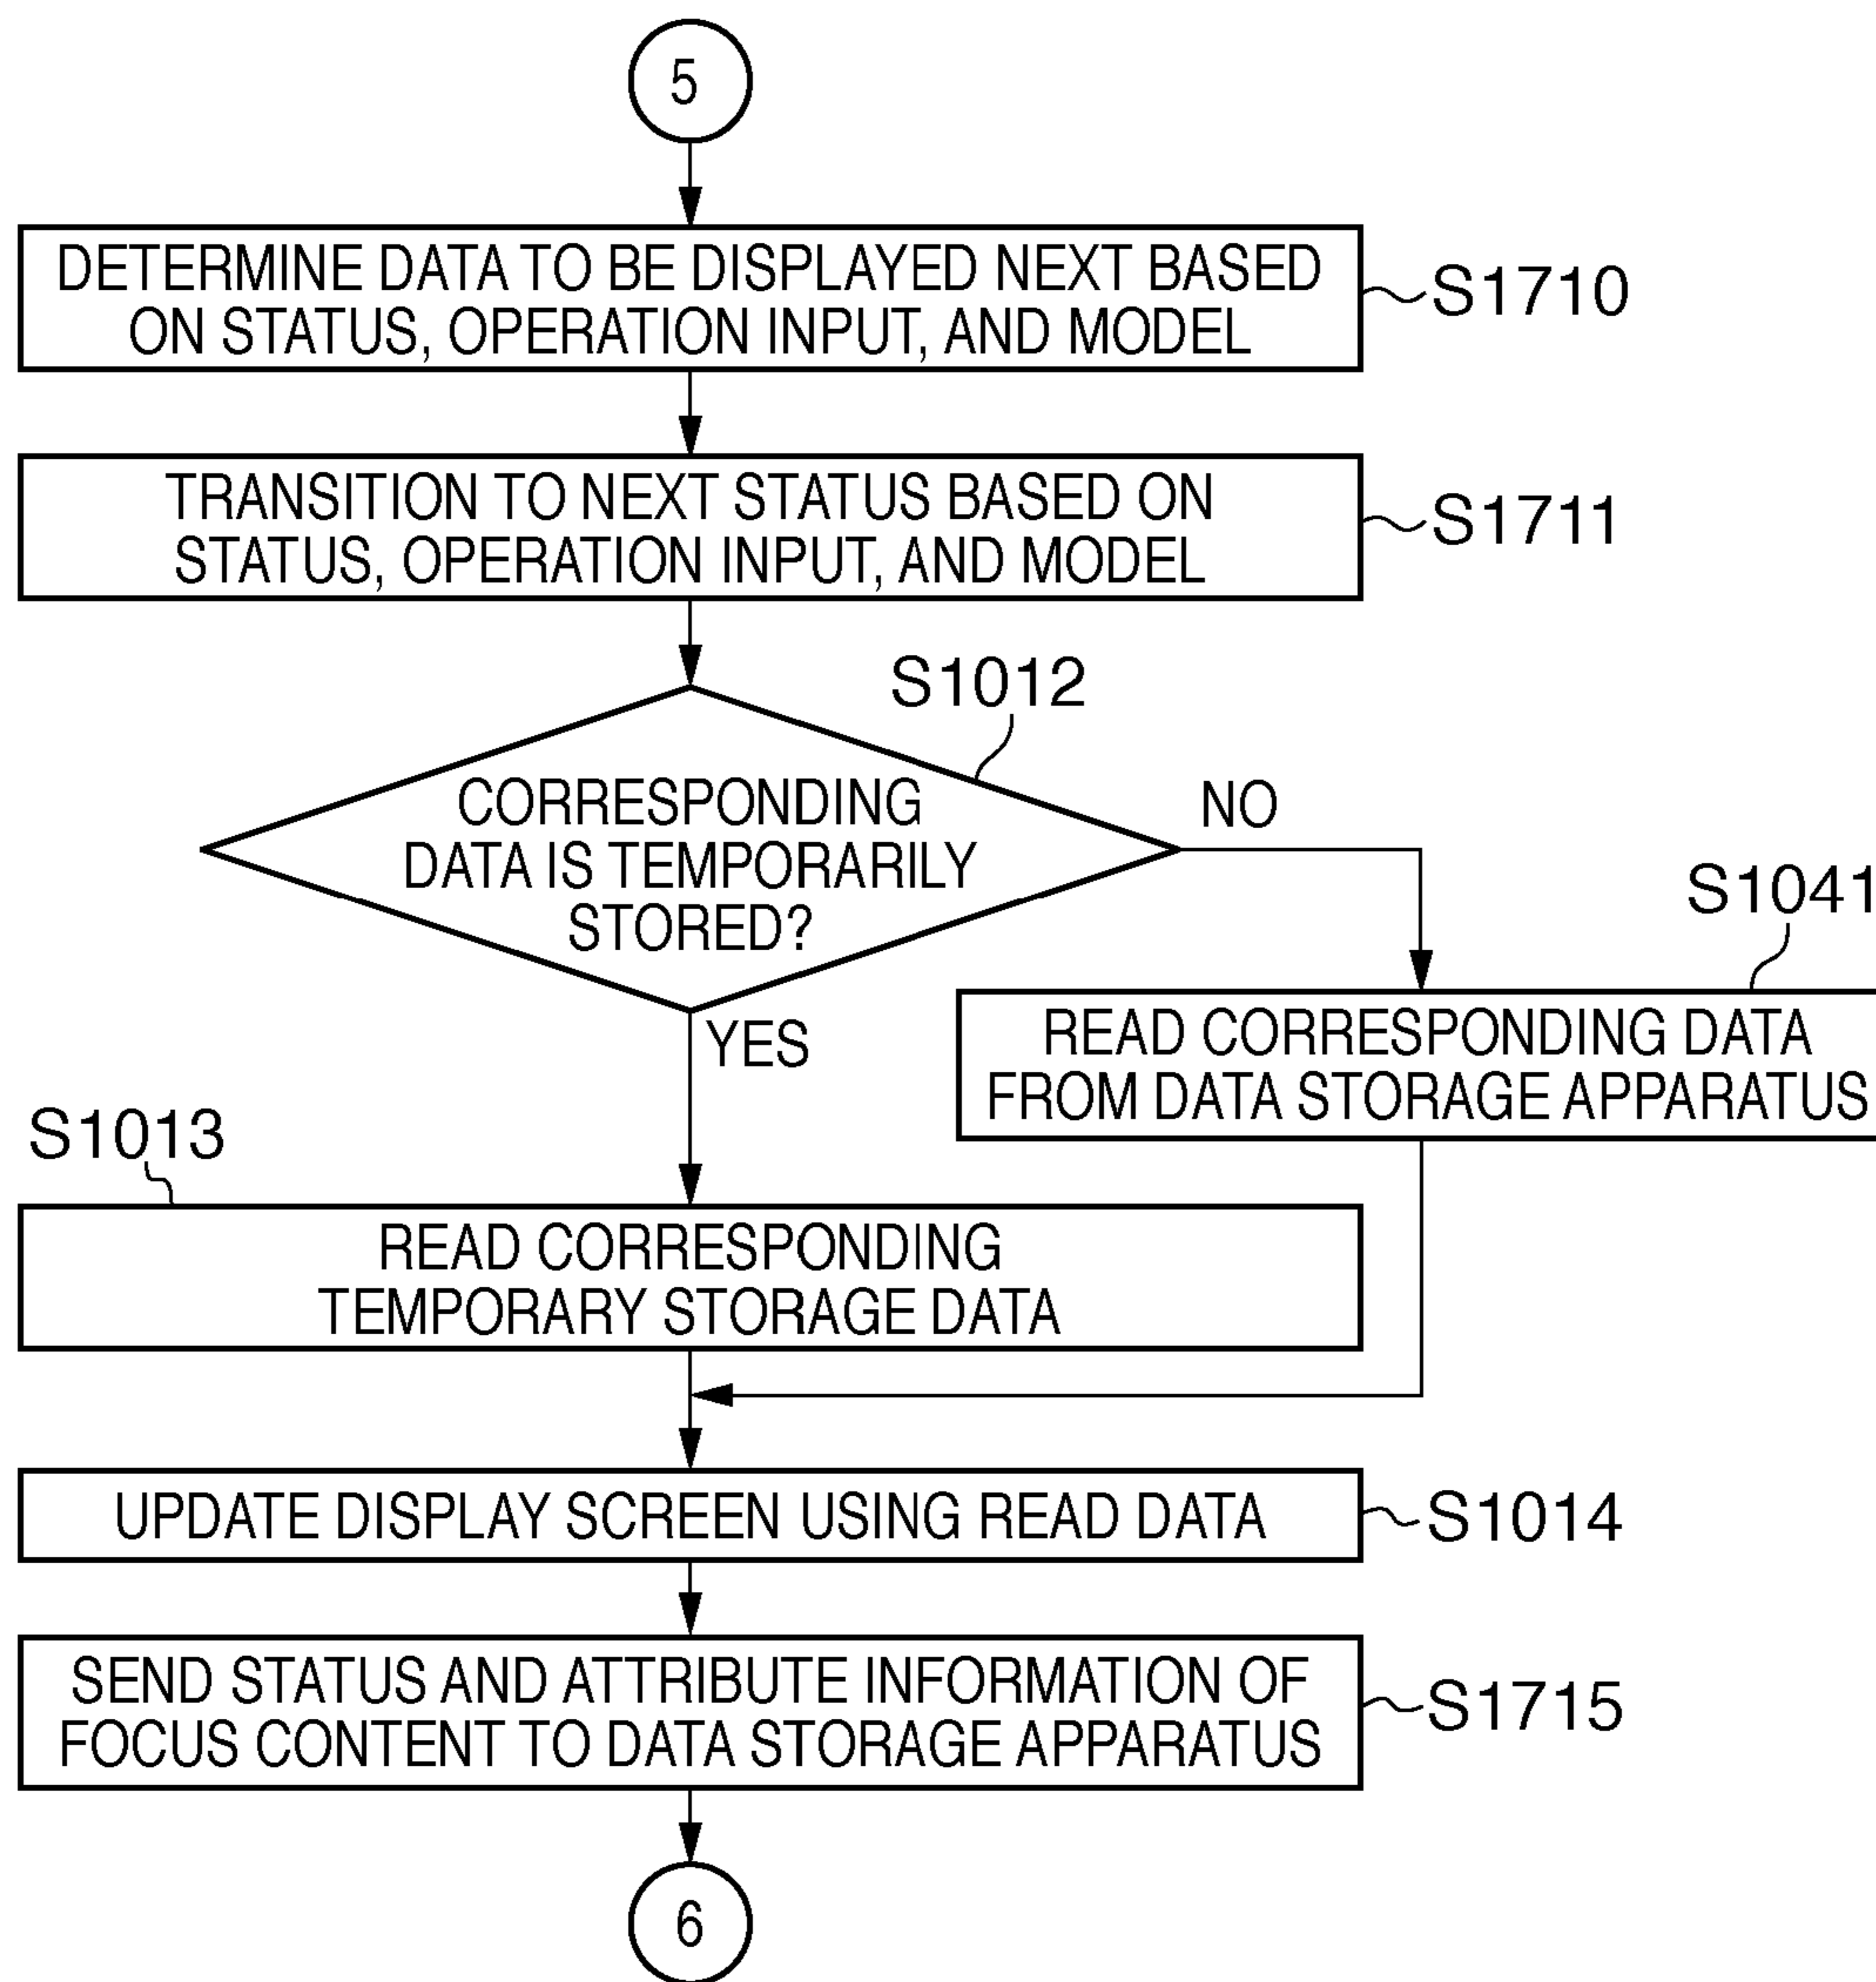 5
DETERMINE DATA TO BE DISPLAYED NEXT BASED
ON STATUS, OPERATION INPUT, AND MODEL
S1710
TRANSITION TO NEXT STATUS BASED ON
STATUS, OPERATION INPUT, AND MODEL
S1711
S1012
CORRESPONDING
DATA IS TEMPORARILY
STORED?
NO
YES
S1041
READ CORRESPONDING DATA
FROM DATA STORAGE APPARATUS
S1013
READ CORRESPONDING
TEMPORARY STORAGE DATA
UPDATE DISPLAY SCREEN USING READ DATA
S1014
SEND STATUS AND ATTRIBUTE INFORMATION OF
FOCUS CONTENT TO DATA STORAGE APPARATUS
S1715
6